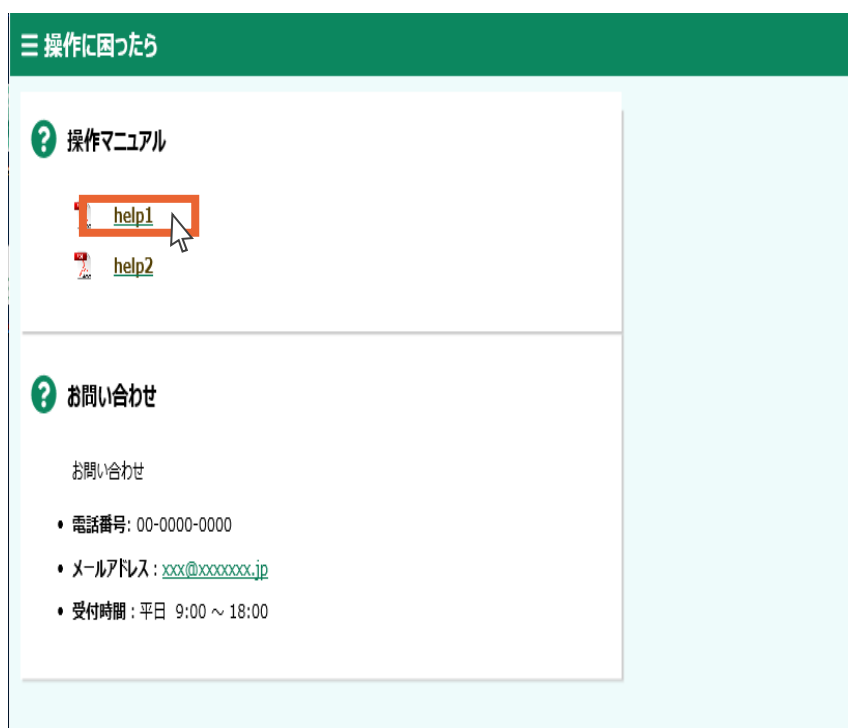 操作に困ったら
操作マニュアル
help1
help2
お問い合わせ
お問い合わせ
• 電話番号: 00-0000-0000
• メールアドレス : xxx@xxxxxxx.jp
• 受付時間 : 平日 9:00 ～ 18:00